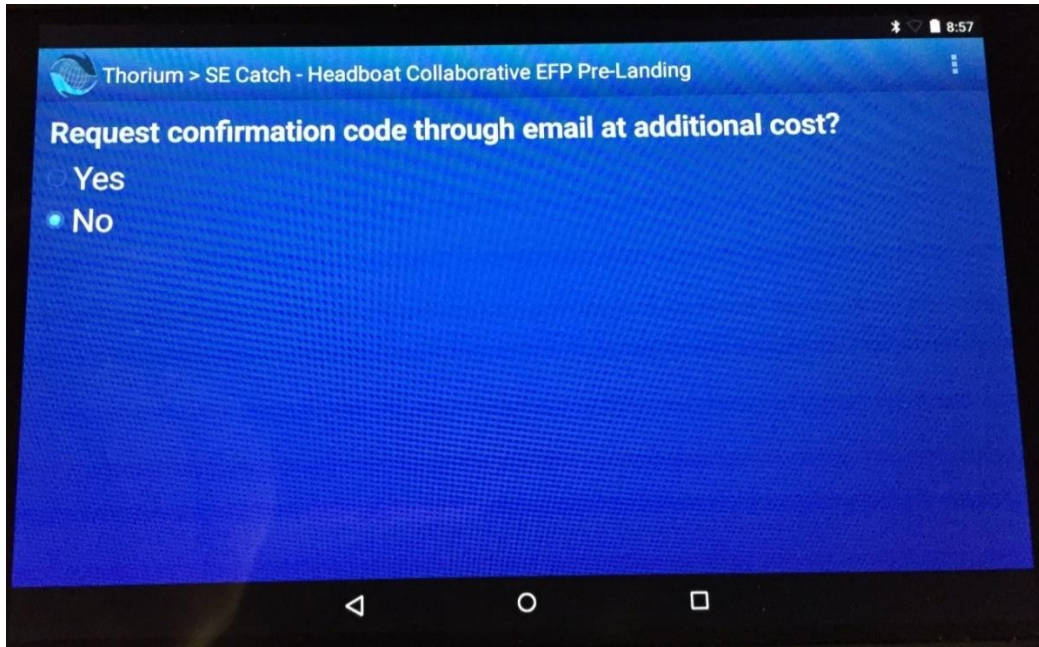 8:57
Thorium > SE Catch - Headboat Collaborative EFP Pre-Landing
Request confirmation code through email at additional cost?
Yes
No